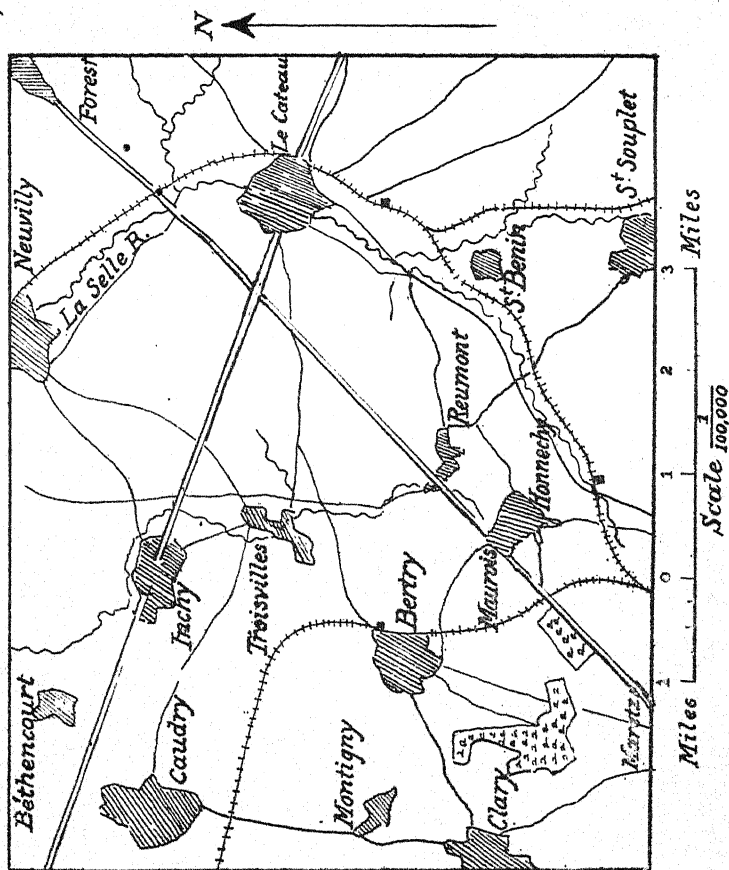 N
Forest
Neuvilly
La Selle R.
Le Cateau
St Souplet
St Benin
Reumont
Honnechy
Maurois
Inchy
Troisvilles
Bertry
Béthencourt
Caudry
Montigny
Clary
Maretz
Miles 1 0 1 2 3 Miles
Scale 1/100,000